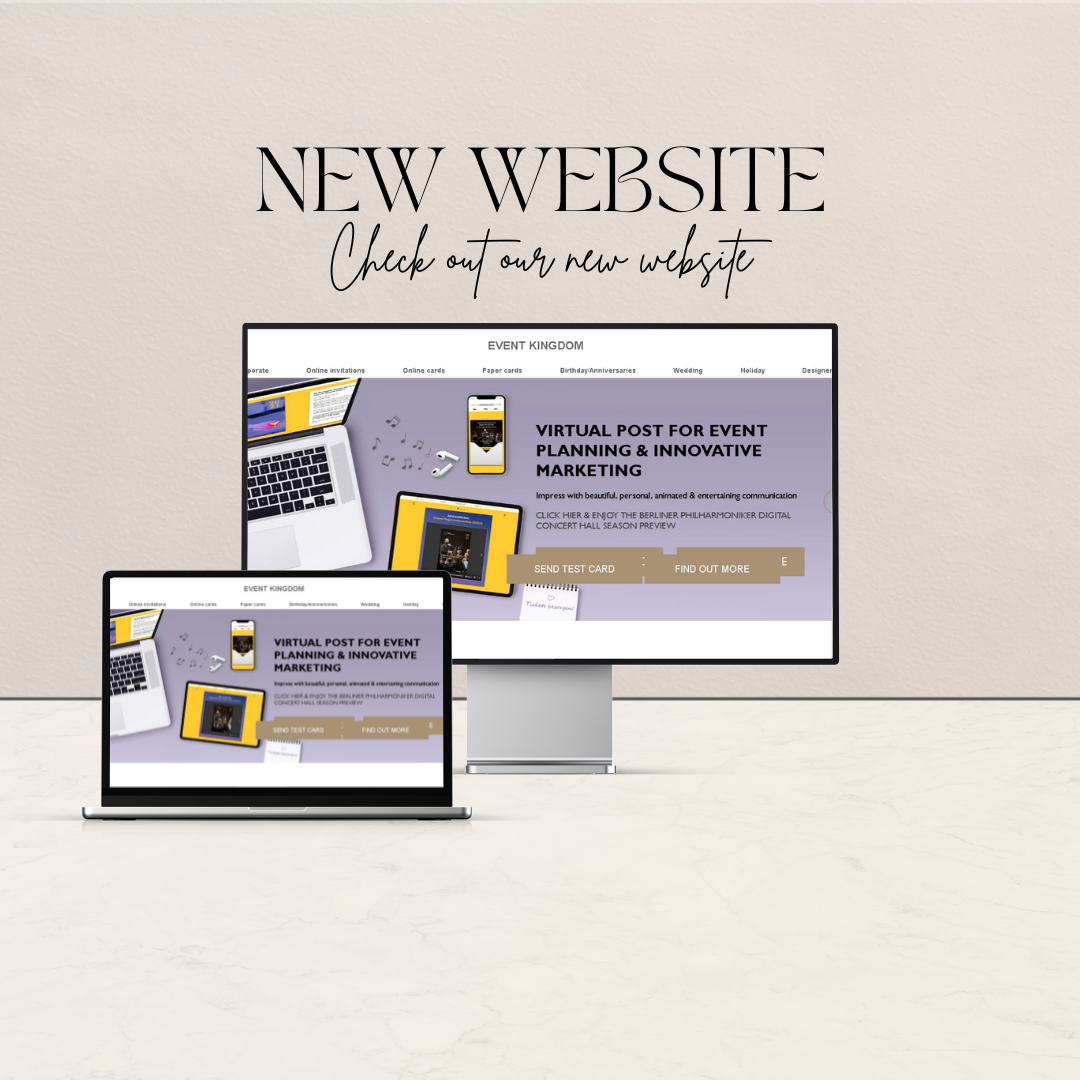 NEW WEBSITE
Check out our new website
EVENT KINGDOM
porate Online invitations Online cards Paper cards Birthday/Anniversaries Wedding Holiday Designer
VIRTUAL POST FOR EVENT
PLANNING & INNOVATIVE
MARKETING
Impress with beautiful, personal, animated & entertaining communication
CLICK HIER & ENJOY THE BERLINER PHILHARMONIKER DIGITAL
CONCERT HALL SEASON PREVIEW
E
SEND TEST CARD FIND OUT MORE
EVENT KINGDOM
Online invitations Online cards Paper cards Birthday/Anniversaries Wedding Holiday
VIRTUAL POST FOR EVENT
PLANNING & INNOVATIVE
MARKETING
Impress with beautiful, personal, animated & entertaining communication
CLICK HIER & ENJOY THE BERLINER PHILHARMONIKER DIGITAL
CONCERT HALL SEASON PREVIEW
E
SEND TEST CARD FIND OUT MORE